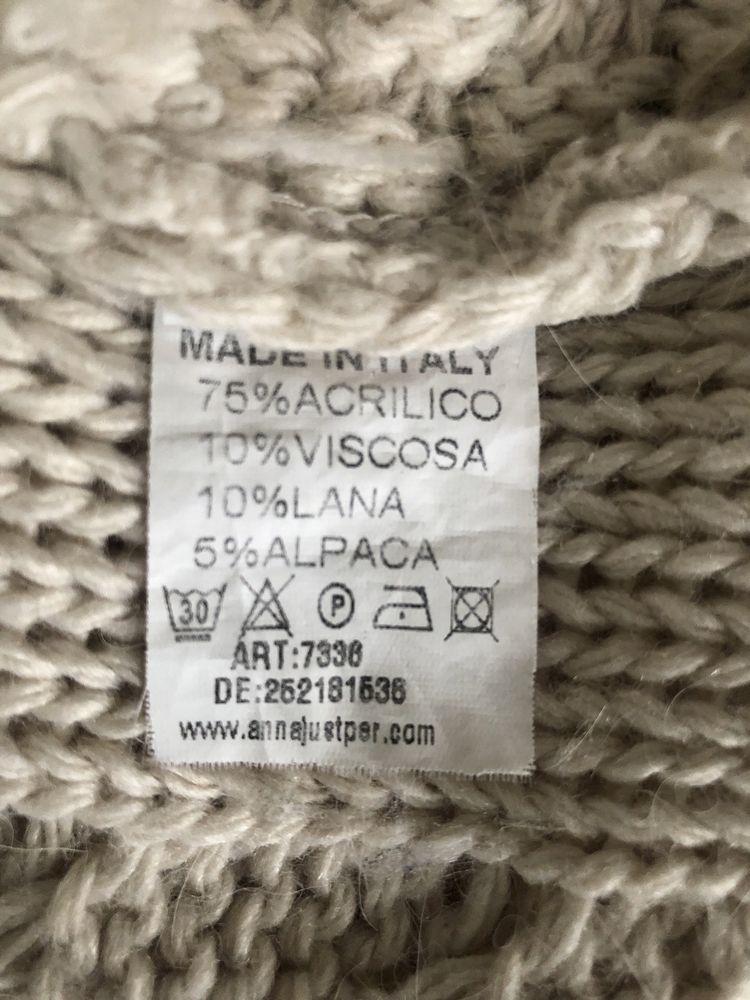 MADE IN ITALY
75%ACRILICO
10%VISCOSA
10%LANA
5%ALPACA
30 P
ART:7336
DE:252181536
www.annajustper.com